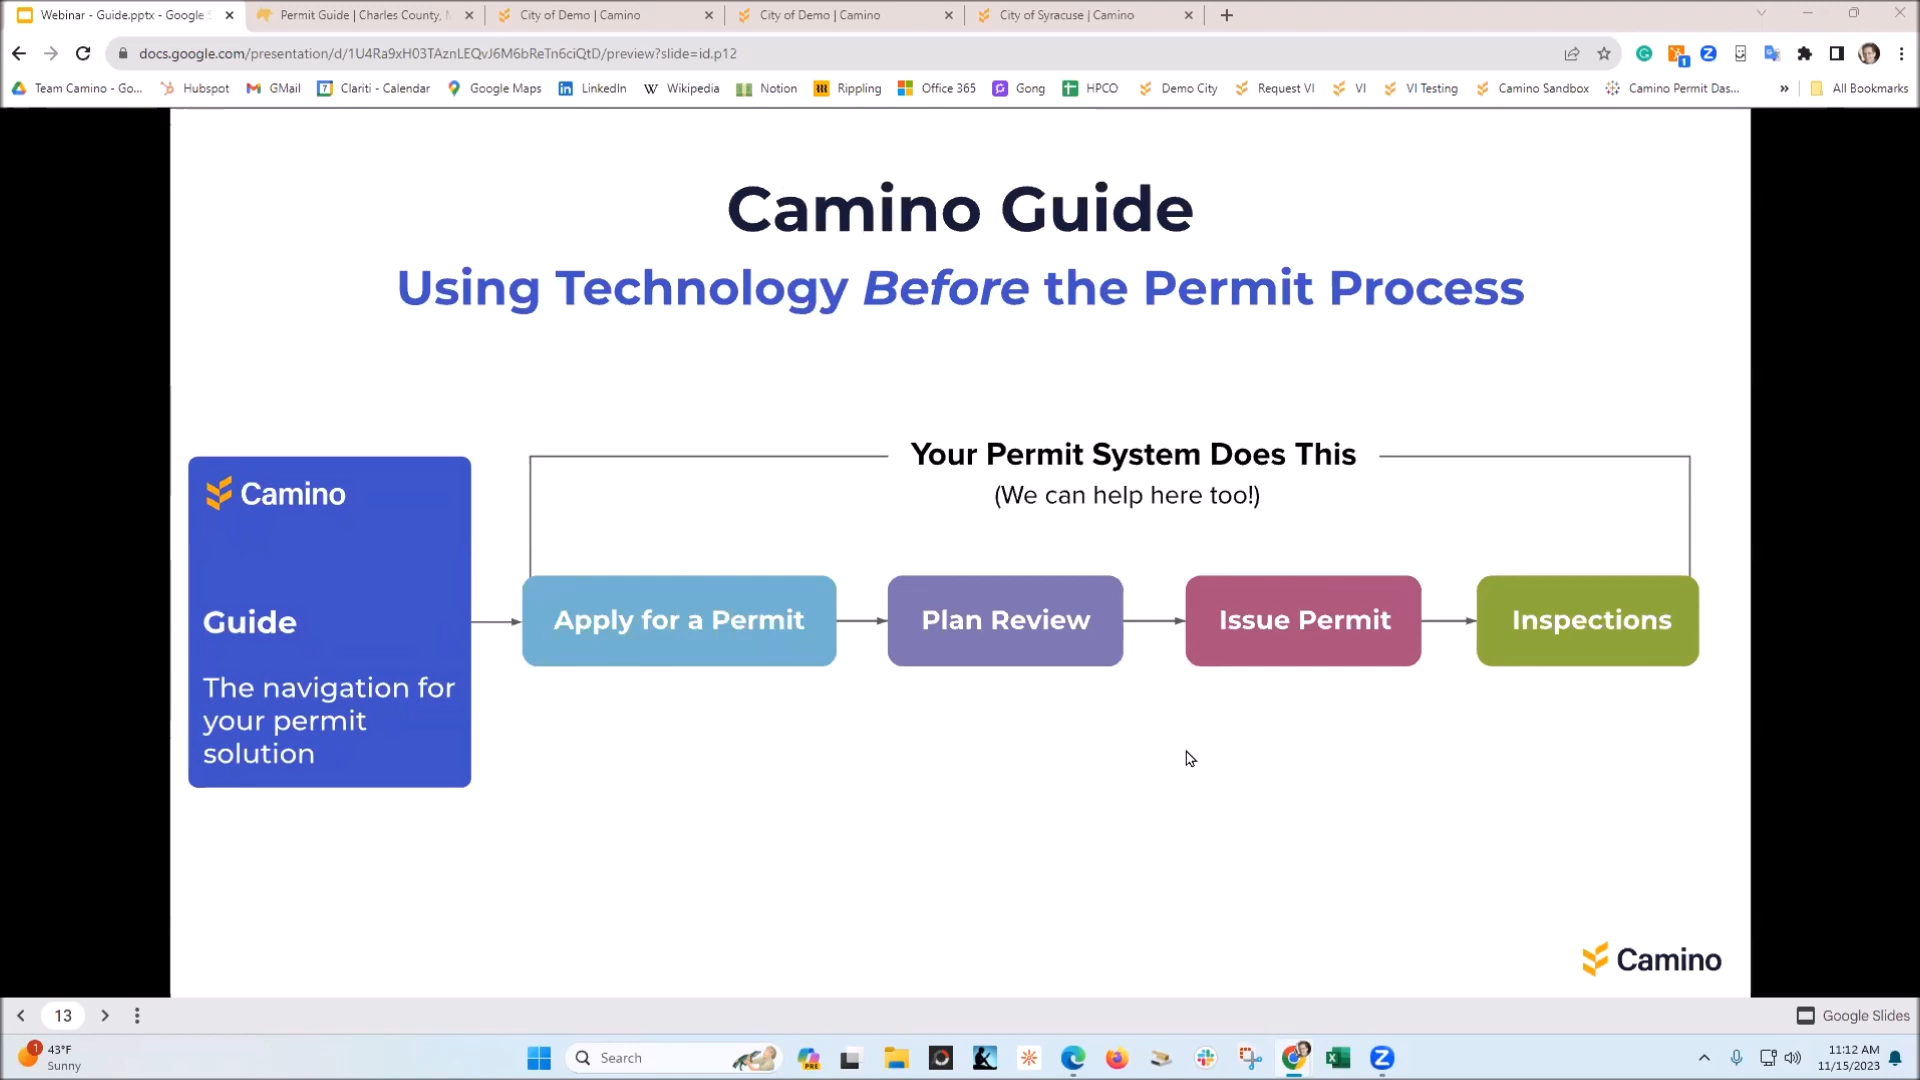 Webinar - Guide.pptx - Google S
Permit Guide | Charles County, M
City of Demo | Camino
City of Demo | Camino
City of Syracuse | Camino
docs.google.com/presentation/d/1U4Ra9xH03TAznLEQvJ6M6bReTn6ciQtD/preview?slide=id.p12
Team Camino - Go...
Hubspot
GMail
Clariti - Calendar
Google Maps
LinkedIn
Wikipedia
Notion
Rippling
Office 365
Gong
HPCO
Demo City
Request VI
VI
VI Testing
Camino Sandbox
Camino Permit Das...
»
All Bookmarks
Camino Guide
Using Technology Before the Permit Process
Your Permit System Does This
(We can help here too!)
Camino
Guide
The navigation for
your permit
solution
Apply for a Permit
Plan Review
Issue Permit
Inspections
Camino
13
Google Slides
1
43°F
Sunny
Search
PRE
11:12 AM
11/15/2023